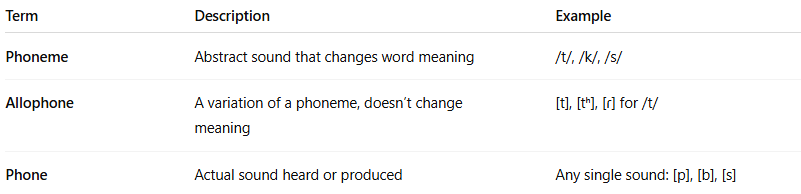 Term Description Example
Phoneme Abstract sound that changes word meaning /t/, /k/, /s/
Allophone A variation of a phoneme, doesn't change [t], [tʰ], [ɾ] for /t/
meaning
Phone Actual sound heard or produced Any single sound: [p], [b], [s]